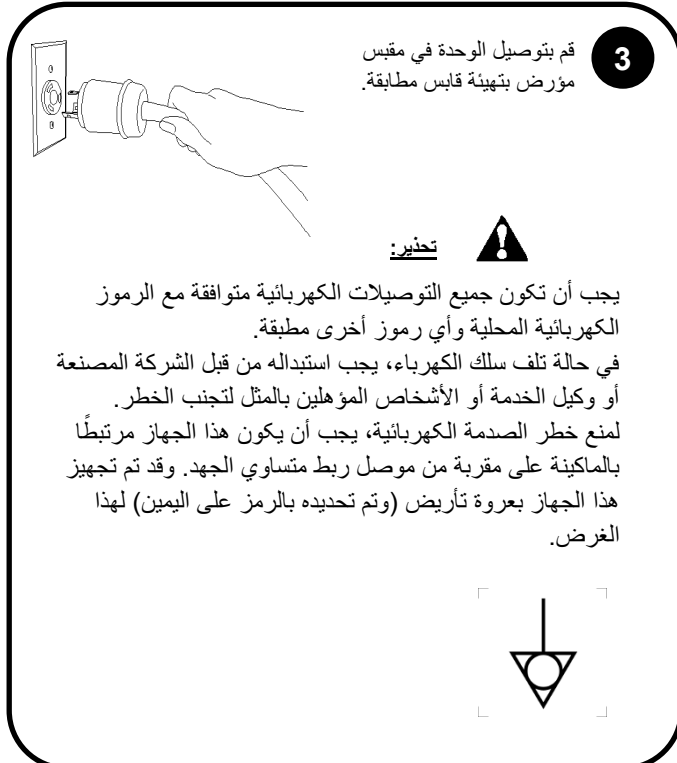 3
قم بتوصيل الوحدة في مقبس
مؤرض بتهيئة قابس مطابقة.
تحذير:
يجب أن تكون جميع التوصيلات الكهربائية متوافقة مع الرموز
الكهربائية المحلية وأي رموز أخرى مطبقة.
في حالة تلف سلك الكهرباء، يجب استبداله من قبل الشركة المصنعة
أو وكيل الخدمة أو الأشخاص المؤهلين بالمثل لتجنب الخطر.
لمنع خطر الصدمة الكهربائية، يجب أن يكون هذا الجهاز مرتبطًا
بالماكينة على مقربة من موصل ربط متساوي الجهد. وقد تم تجهيز
هذا الجهاز بعروة تأريض (وتم تحديده بالرمز على اليمين) لهذا
الغرض.